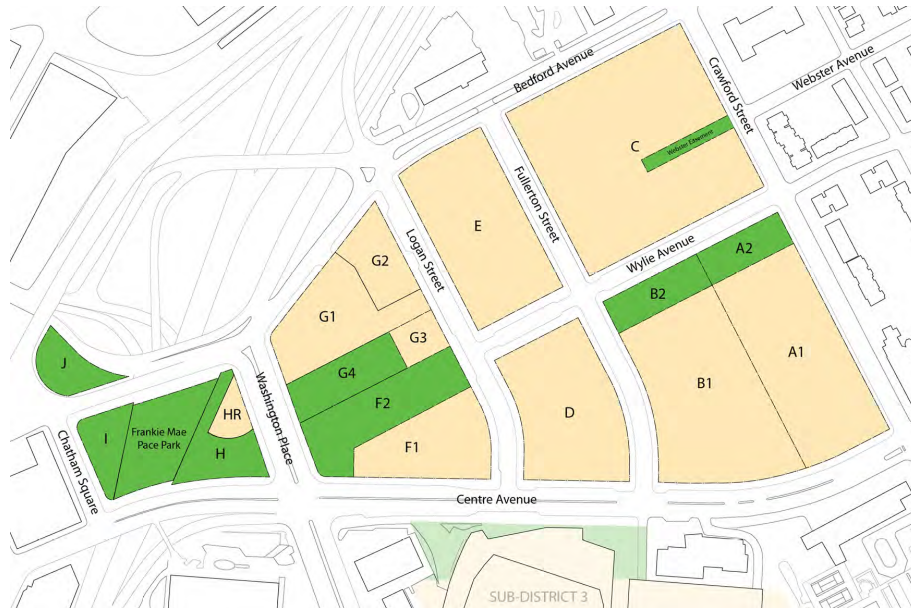 Bedford Avenue
Crawford Street
Webster Avenue
C
Webster Easement
Fullerton Street
E
Logan Street
G2
Wylie Avenue
A2
B2
G1
G3
A1
J
G4
B1
Washington Place
F2
HR
D
Frankie Mae
Pace Park
I
H
F1
Chatham Square
Centre Avenue
SUB-DISTRICT 3